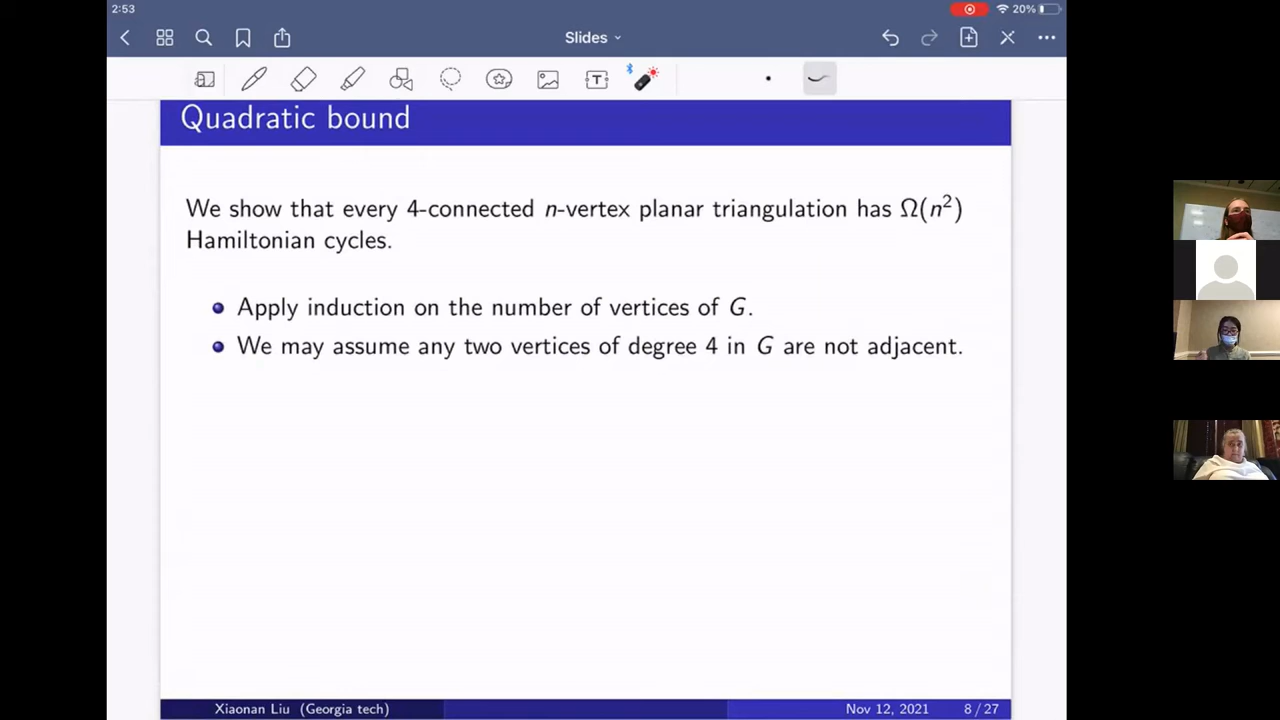 2:53
20%
Slides
T
Quadratic bound
We show that every 4-connected n-vertex planar triangulation has Ω(n²)
Hamiltonian cycles.
Apply induction on the number of vertices of G.
We may assume any two vertices of degree 4 in G are not adjacent.
Xiaonan Liu (Georgia tech)
Nov 12, 2021
8 / 27